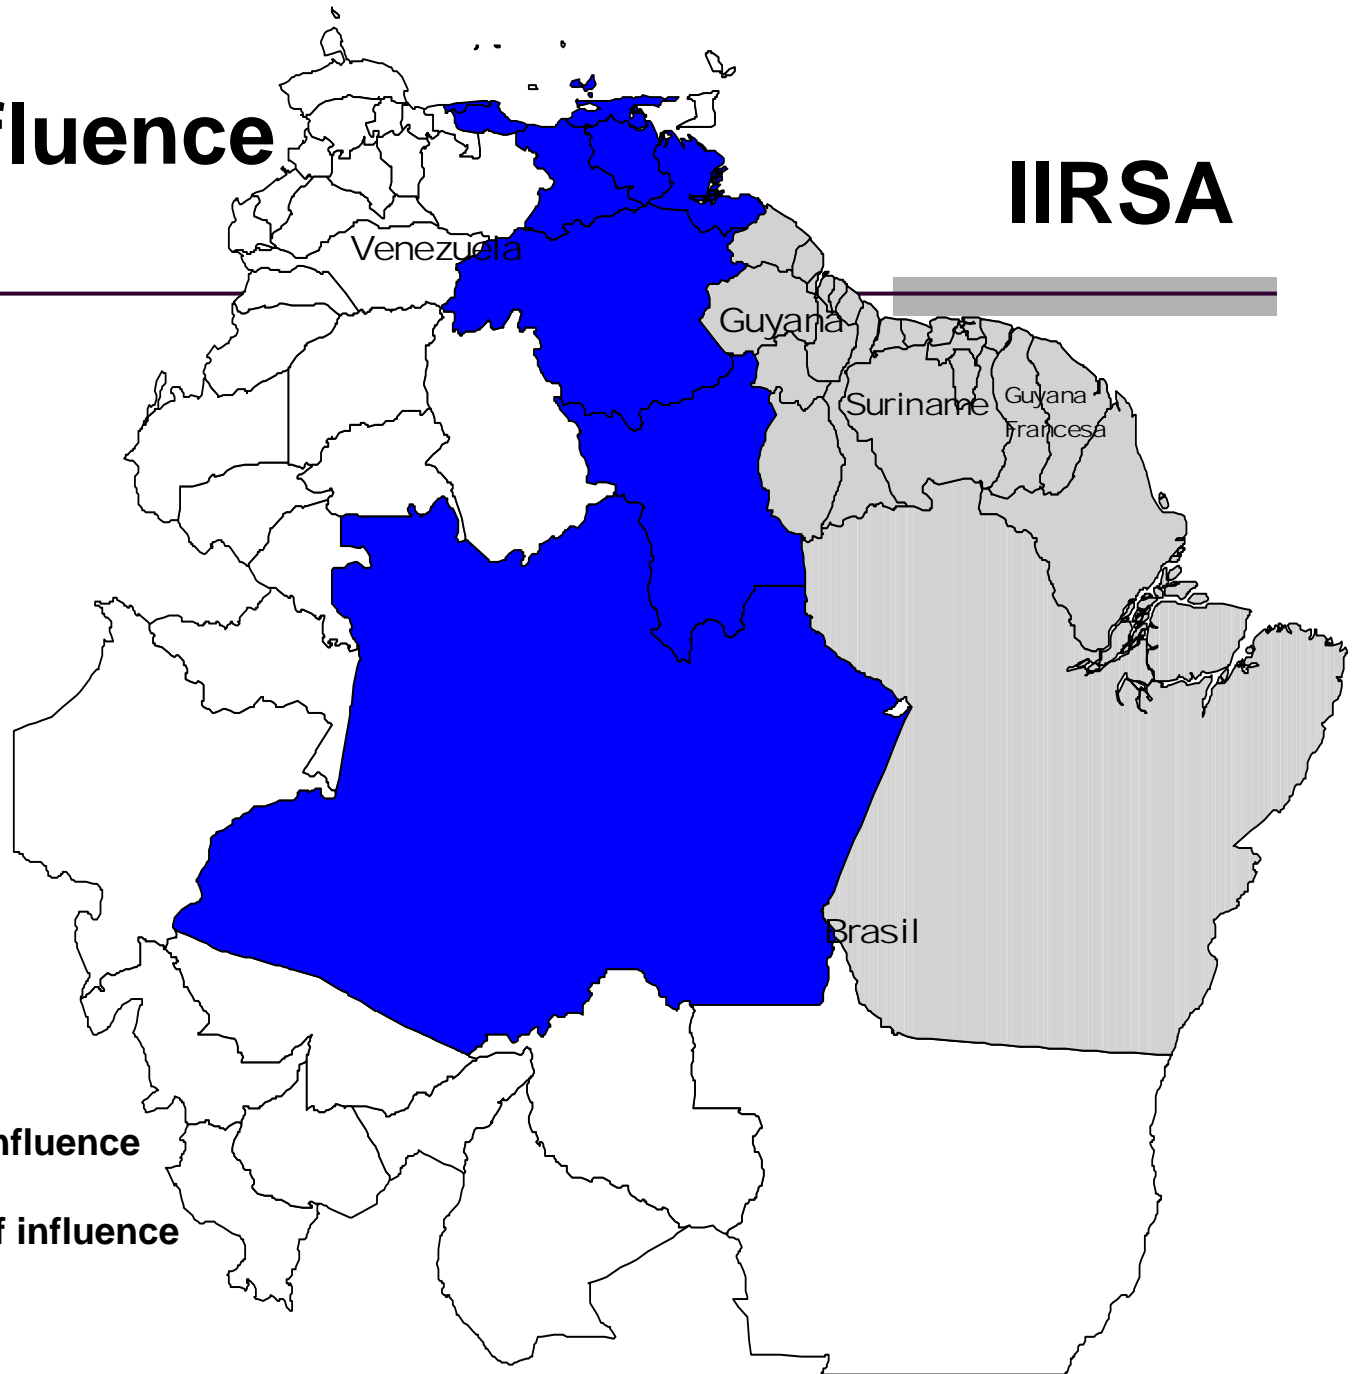 fluence
IIRSA
Venezuela
Guyana
Suriname
Guyana
Francesa
Brasil
nfluence
f influence